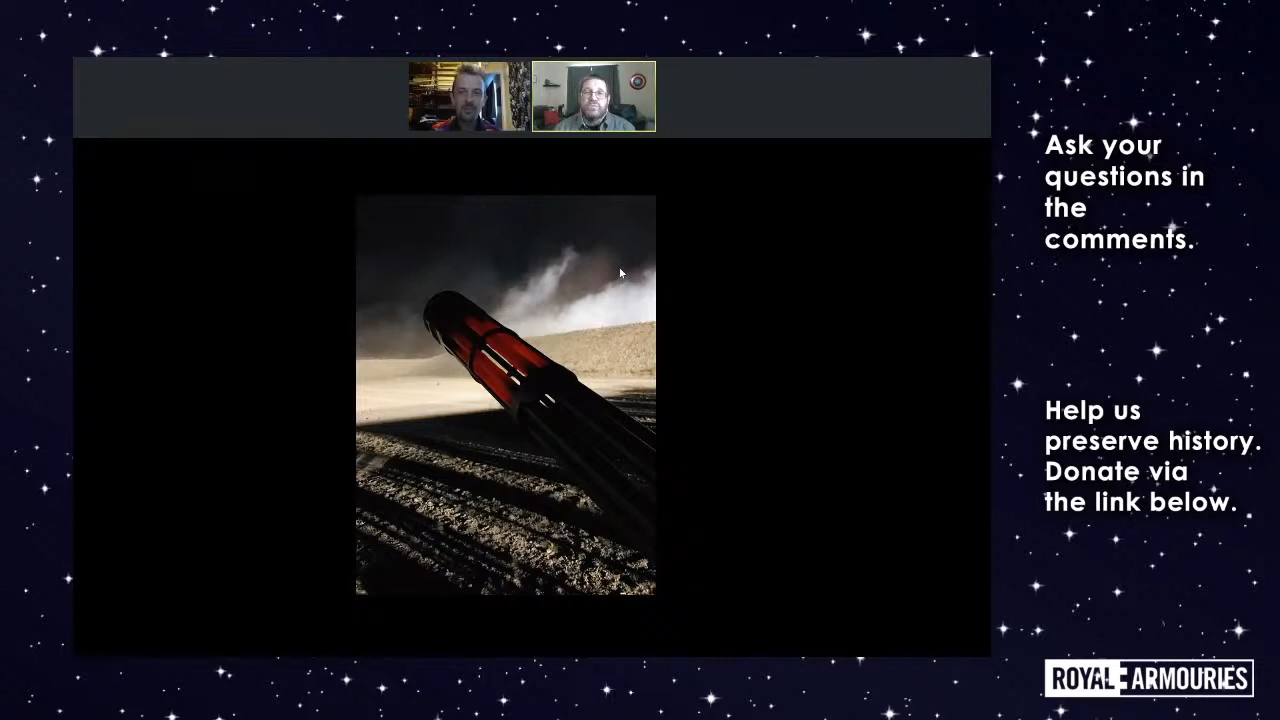 Ask your
questions in
the
comments.
Help us
preserve history.
Donate via
the link below.
ROYAL ARMOURIES